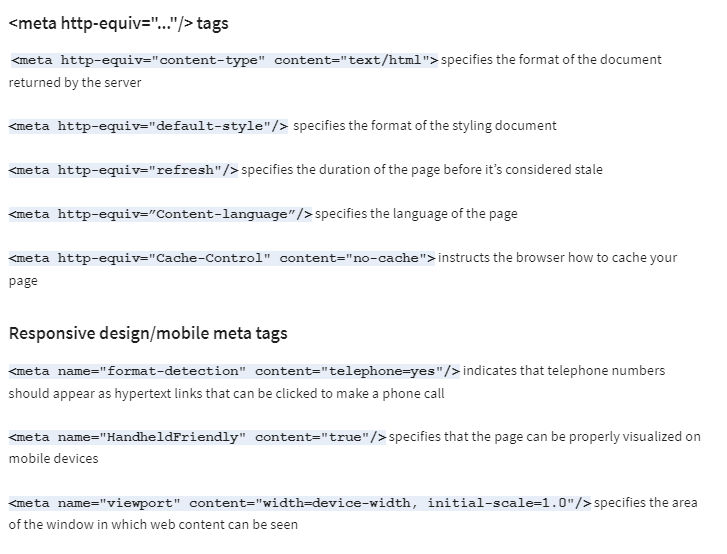 <meta http-equiv="..."/> tags
<meta http-equiv="content-type" content="text/html"> specifies the format of the document
returned by the server
<meta http-equiv="default-style"/> specifies the format of the styling document
<meta http-equiv="refresh"/> specifies the duration of the page before it’s considered stale
<meta http-equiv=”Content-language”/> specifies the language of the page
<meta http-equiv="Cache-Control" content="no-cache"> instructs the browser how to cache your
page
Responsive design/mobile meta tags
<meta name="format-detection" content="telephone=yes"/> indicates that telephone numbers
should appear as hypertext links that can be clicked to make a phone call
<meta name="HandheldFriendly" content="true"/> specifies that the page can be properly visualized on
mobile devices
<meta name="viewport" content="width=device-width, initial-scale=1.0"/> specifies the area
of the window in which web content can be seen